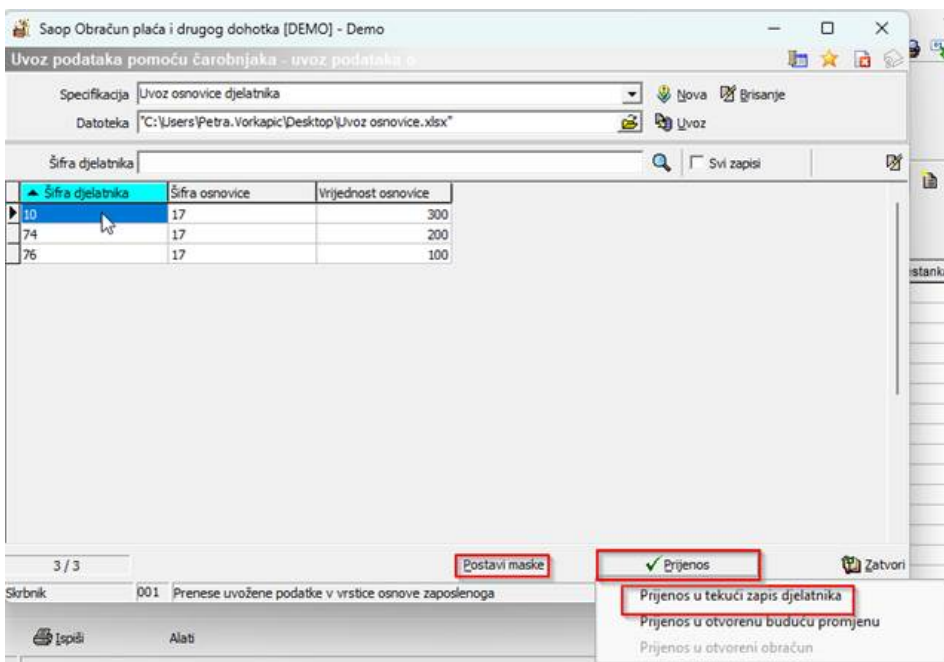 Saop Obračun plaća i drugog dohotka [DEMO] - Demo
Uvoz podataka pomoću čarobnjaka - uvoz podataka o
Specifikacija Uvoz osnovice djelatnika Nova Brisanje
Datoteka "C:\Users\Petra.Vorkapic\Desktop\Uvoz osnovice.xlsx" Uvoz
Šifra djelatnika Svi zapisi
Šifra djelatnika Šifra osnovice Vrijednost osnovice
10 17 300
74 17 200
76 17 100
estanka
3 / 3 Postavi maske Prijenos Zatvori
Skrbnik 001 Prenese uvožene podatke v vrstice osnove zaposlenoga
Prijenos u tekući zapis djelatnika
Prijenos u otvorenu buduću promjenu
Prijenos u otvoreni obračun
Ispiši Alati